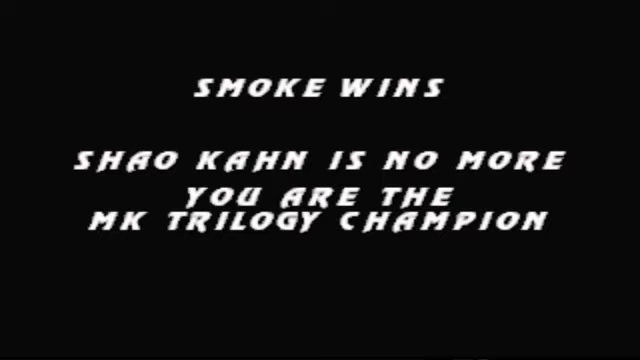 SMOKE WINS
SHAO KAHN IS NO MORE
YOU ARE THE
MK TRILOGY CHAMPION